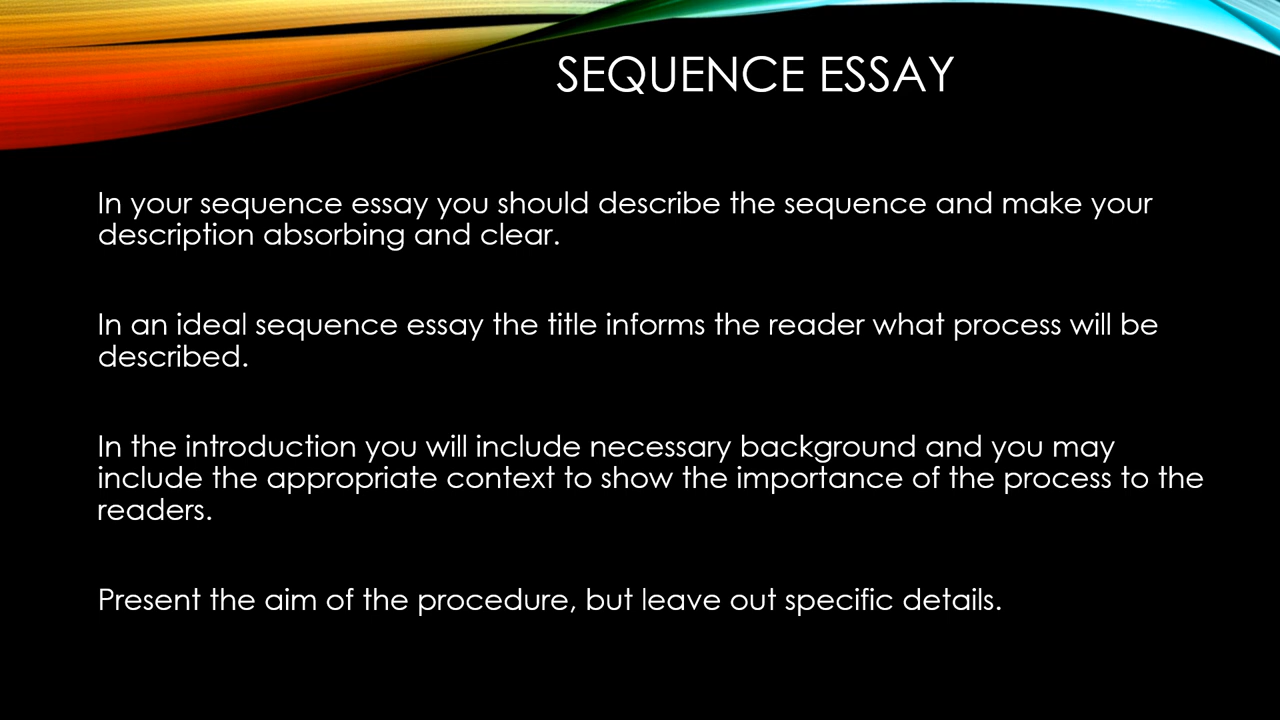 SEQUENCE ESSAY
In your sequence essay you should describe the sequence and make your
description absorbing and clear.
In an ideal sequence essay the title informs the reader what process will be
described.
In the introduction you will include necessary background and you may
include the appropriate context to show the importance of the process to the
readers.
Present the aim of the procedure, but leave out specific details.